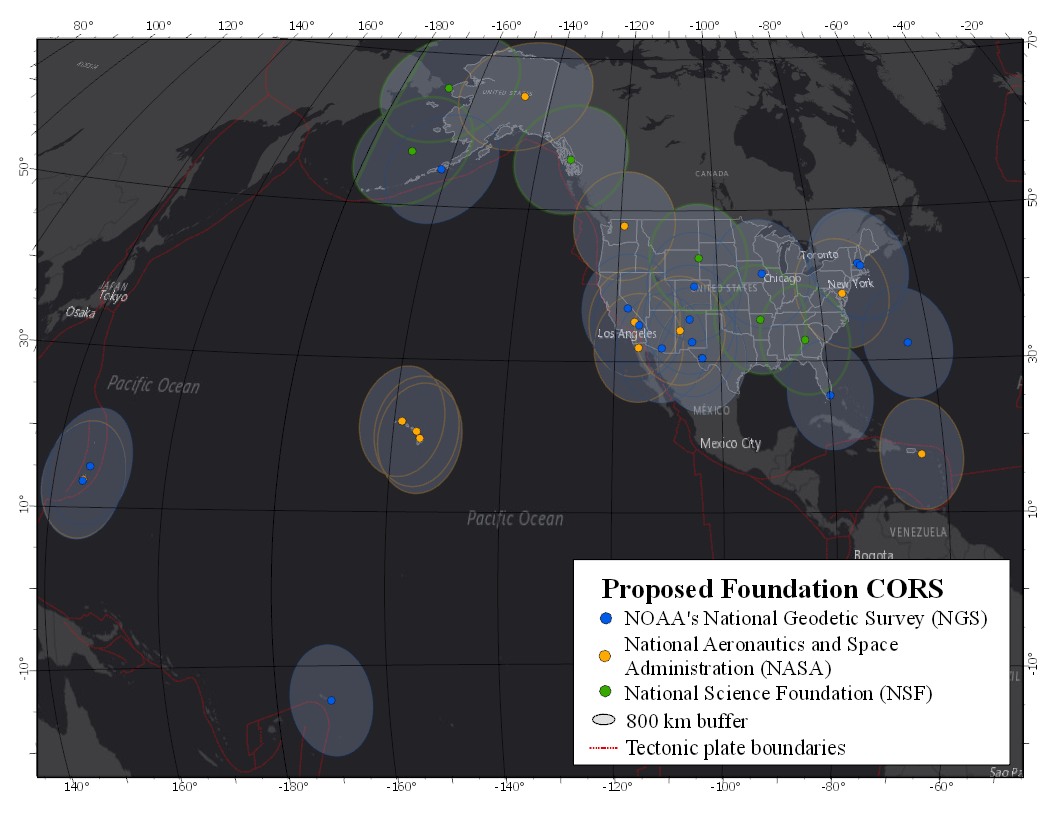 80° 100° 120° 140° 160° 180° -160° -140° -120° -100° -80° -60° -40° -20°
70°
UNITED STATES
50°
50°
CANADA
Toronto
Chicago
New York
UNITED STATES
JAPAN
Tokyo
Osaka
Los Angeles
30°
30°
Pacific Ocean
MÉXICO
Mexico City
10°
10°
Pacific Ocean
VENEZUELA
Bogota
Proposed Foundation CORS
NOAA's National Geodetic Survey (NGS)
National Aeronautics and Space
Administration (NASA)
National Science Foundation (NSF)
800 km buffer
Tectonic plate boundaries
-10°
-10°
Sao Pa
140° 160° 180° -160° -140° -120° -100° -80° -60°